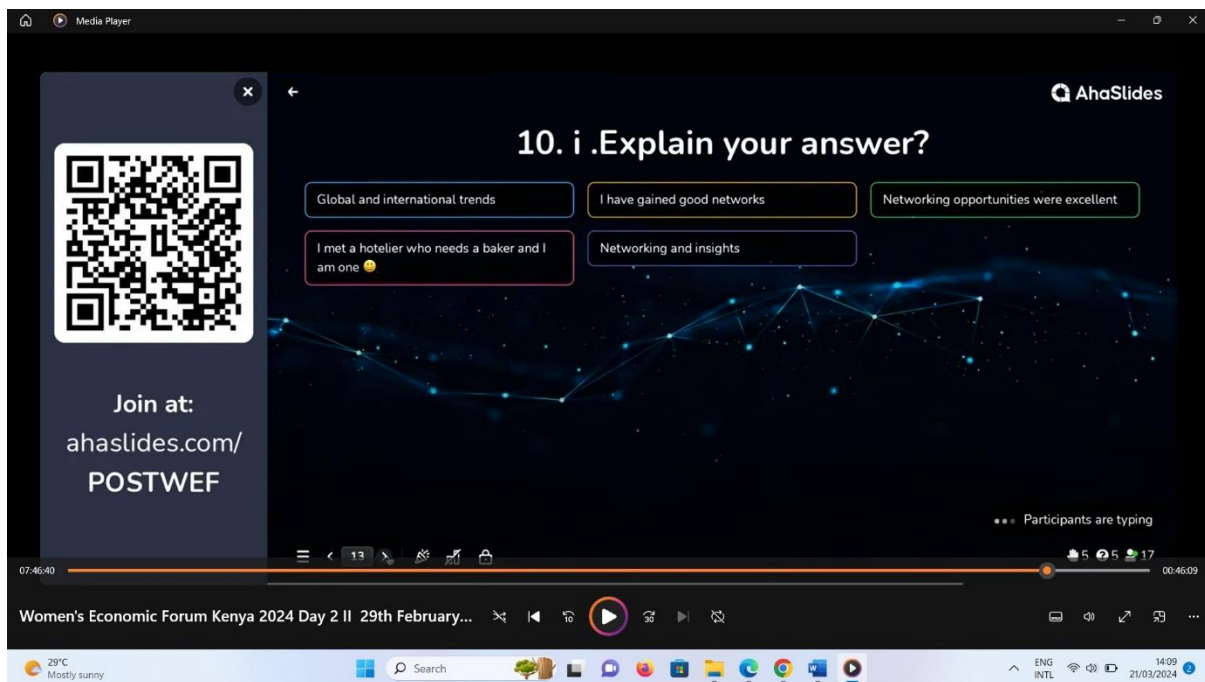 Media Player
AhaSlides
10. i .Explain your answer?
Global and international trends
I have gained good networks
Networking opportunities were excellent
I met a hotelier who needs a baker and I
am one 😃
Networking and insights
Join at:
ahaslides.com/
POSTWEF
Participants are typing
13
5 5 17
07:46:40
00:46:09
Women's Economic Forum Kenya 2024 Day 2 II 29th February...
10
30
29°C
Mostly sunny
Search
ENG
INTL
14:09
21/03/2024
2